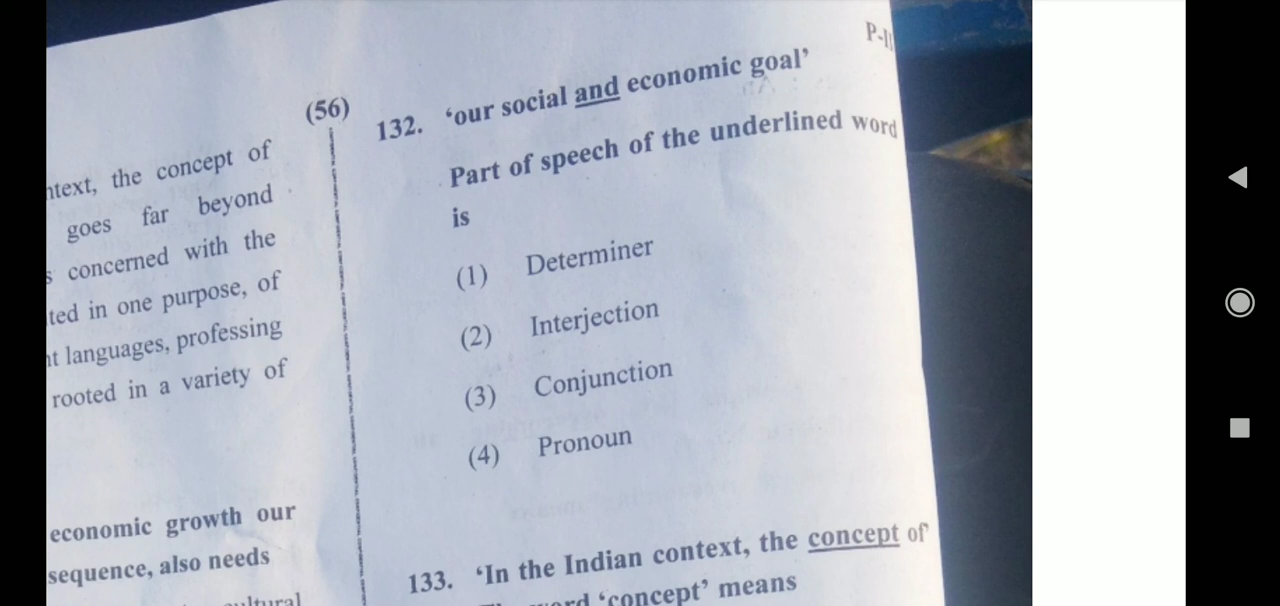 P-II
(56)
the concept of
goes far beyond
concerned with the
in one purpose, of
languages, professing
rooted in a variety of
economic growth our
sequence, also needs
132. ‘our social and economic goal’
Part of speech of the underlined word
is
(1) Determiner
(2) Interjection
(3) Conjunction
(4) Pronoun
133. ‘In the Indian context, the concept of
‘concept’ means